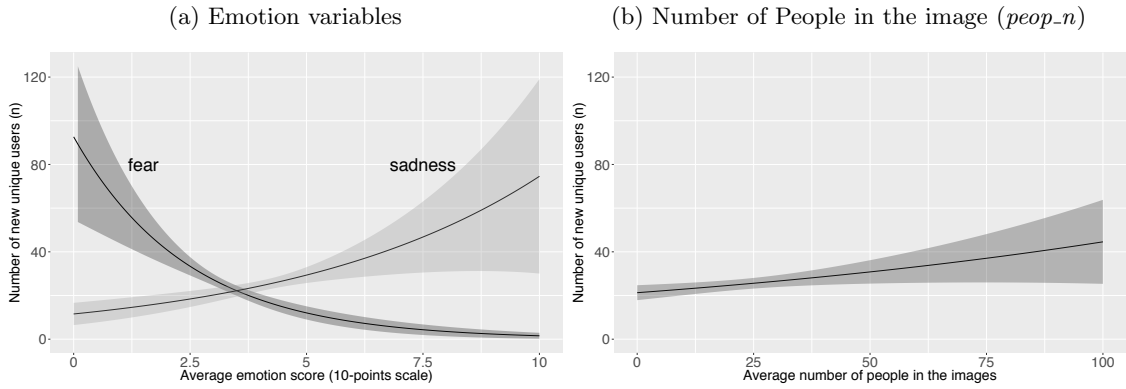 (a) Emotion variables
Number of new unique users (n)
120
80
40
0
fear
sadness
0 2.5 5 7.5 10
Average emotion score (10-points scale)
(b) Number of People in the image (peop_n)
Number of new unique users (n)
120
80
40
0
0 25 50 75 100
Average number of people in the images